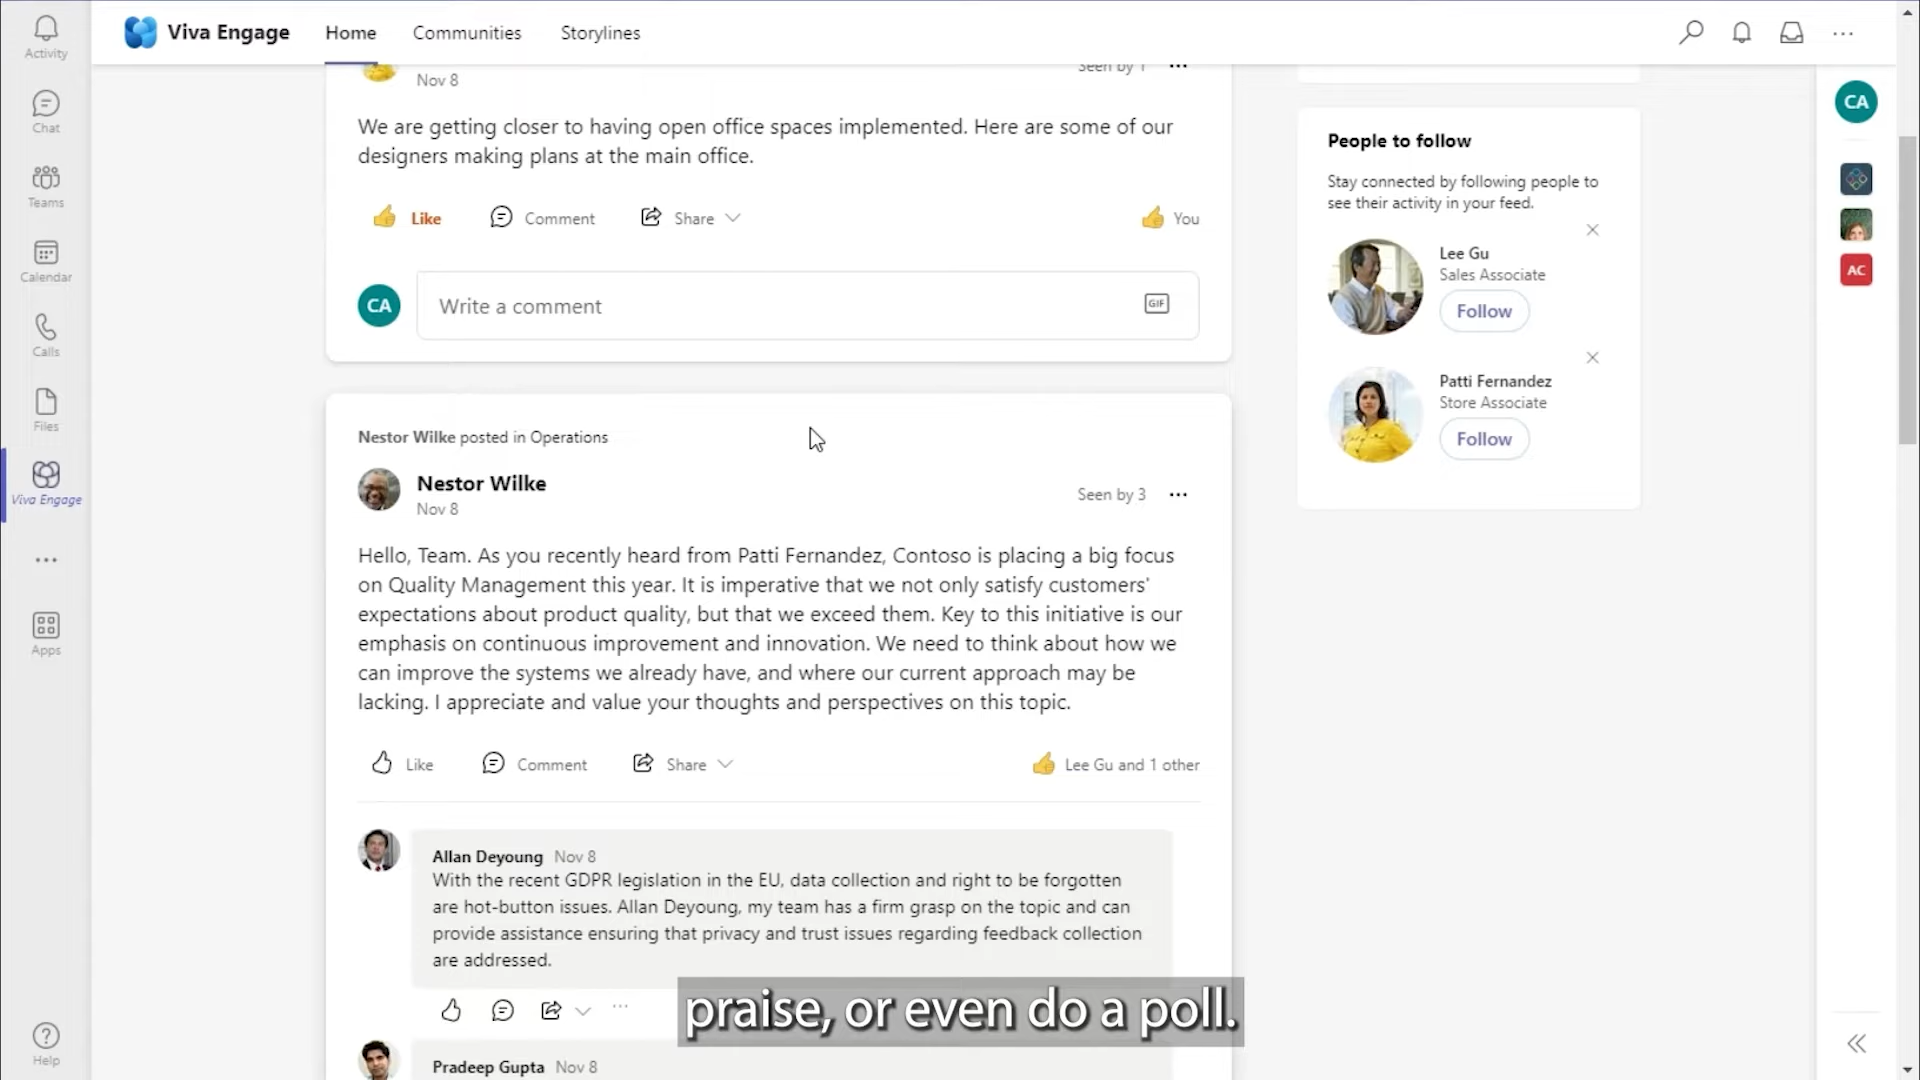 Activity
Chat
Teams
Calendar
Calls
Files
Viva Engage
Apps
Help
Viva Engage
Home
Communities
Storylines
Nov 8
Seen by 1
We are getting closer to having open office spaces implemented. Here are some of our
designers making plans at the main office.
Like
Comment
Share
You
CA
Write a comment
GIF
Nestor Wilke posted in Operations
Nestor Wilke
Nov 8
Seen by 3
Hello, Team. As you recently heard from Patti Fernandez, Contoso is placing a big focus
on Quality Management this year. It is imperative that we not only satisfy customers'
expectations about product quality, but that we exceed them. Key to this initiative is our
emphasis on continuous improvement and innovation. We need to think about how we
can improve the systems we already have, and where our current approach may be
lacking. I appreciate and value your thoughts and perspectives on this topic.
Like
Comment
Share
Lee Gu and 1 other
Allan Deyoung Nov 8
With the recent GDPR legislation in the EU, data collection and right to be forgotten
are hot-button issues. Allan Deyoung, my team has a firm grasp on the topic and can
provide assistance ensuring that privacy and trust issues regarding feedback collection
are addressed.
Pradeep Gupta Nov 8
praise, or even do a poll.
People to follow
Stay connected by following people to
see their activity in your feed.
Lee Gu
Sales Associate
Follow
Patti Fernandez
Store Associate
Follow
CA
AC